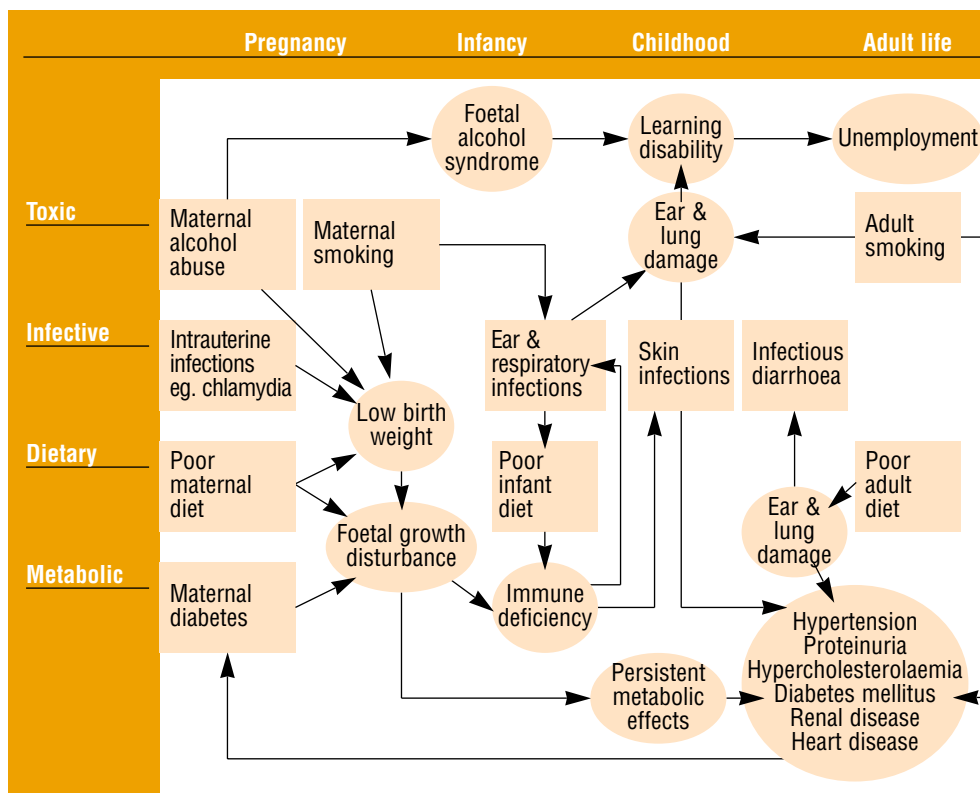 Pregnancy
Infancy
Childhood
Adult life
Foetal
alcohol
syndrome
Learning
disability
Unemployment
Toxic
Maternal
alcohol
abuse
Maternal
smoking
Ear &
lung
damage
Adult
smoking
Infective
Intrauterine
infections
eg. chlamydia
Ear &
respiratory
infections
Skin
infections
Infectious
diarrhoea
Low birth
weight
Dietary
Poor
maternal
diet
Poor
infant
diet
Poor
adult
diet
Ear &
lung
damage
Foetal growth
disturbance
Metabolic
Maternal
diabetes
Immune
deficiency
Persistent
metabolic
effects
Hypertension
Proteinuria
Hypercholesterolaemia
Diabetes mellitus
Renal disease
Heart disease